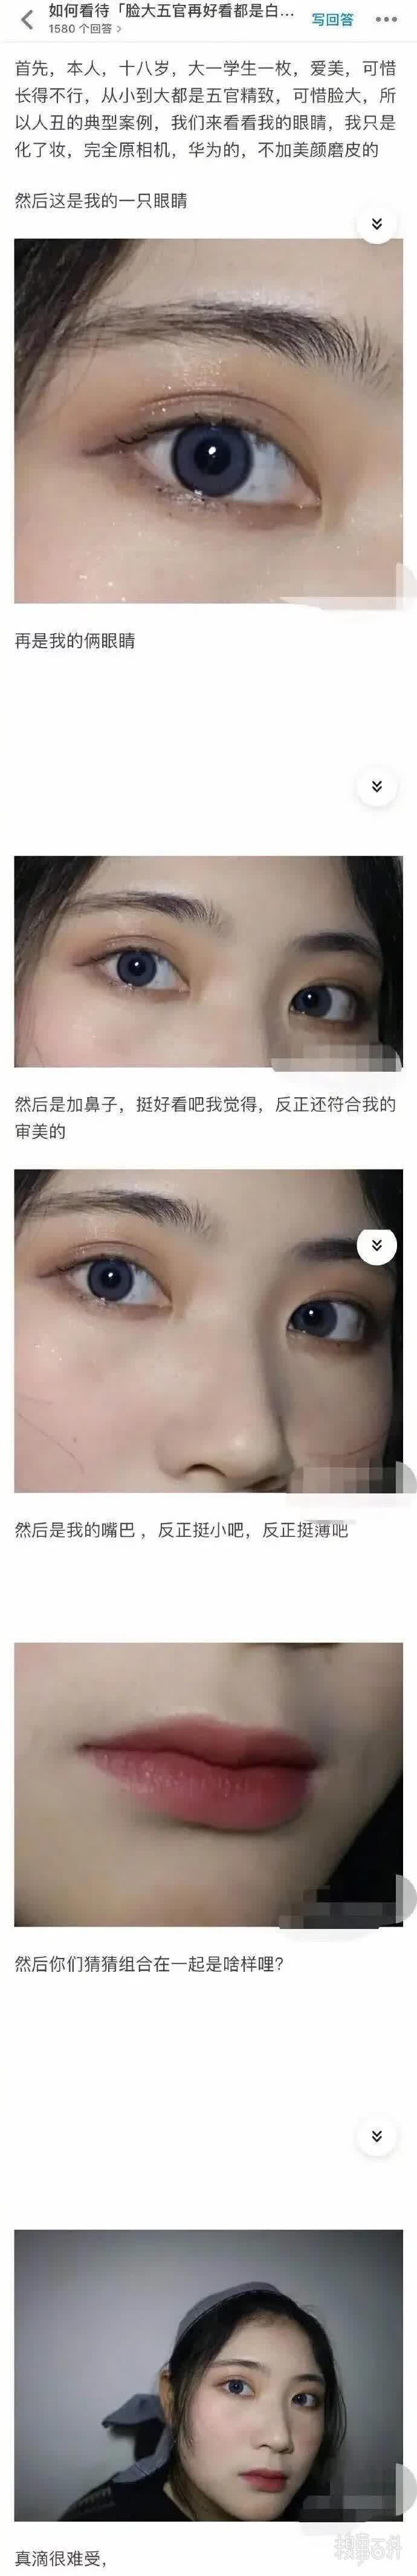 如何看待「脸大五官再好看都是白...
写回答
1580 个回答
首先，本人，十八岁，大一学生一枚，爱美，可惜
长得不行，从小到大都是五官精致，可惜脸大，所
以人丑的典型案例，我们来看看我的眼睛，我只是
化了妆，完全原相机，华为的，不加美颜磨皮的
然后这是我的一只眼睛
再是我的俩眼睛
然后是加鼻子，挺好看吧我觉得，反正还符合我的
审美的
然后是我的嘴巴 ，反正挺小吧，反正挺薄吧
然后你们猜猜组合在一起是啥样哩？
糗事百科
真滴很难受，